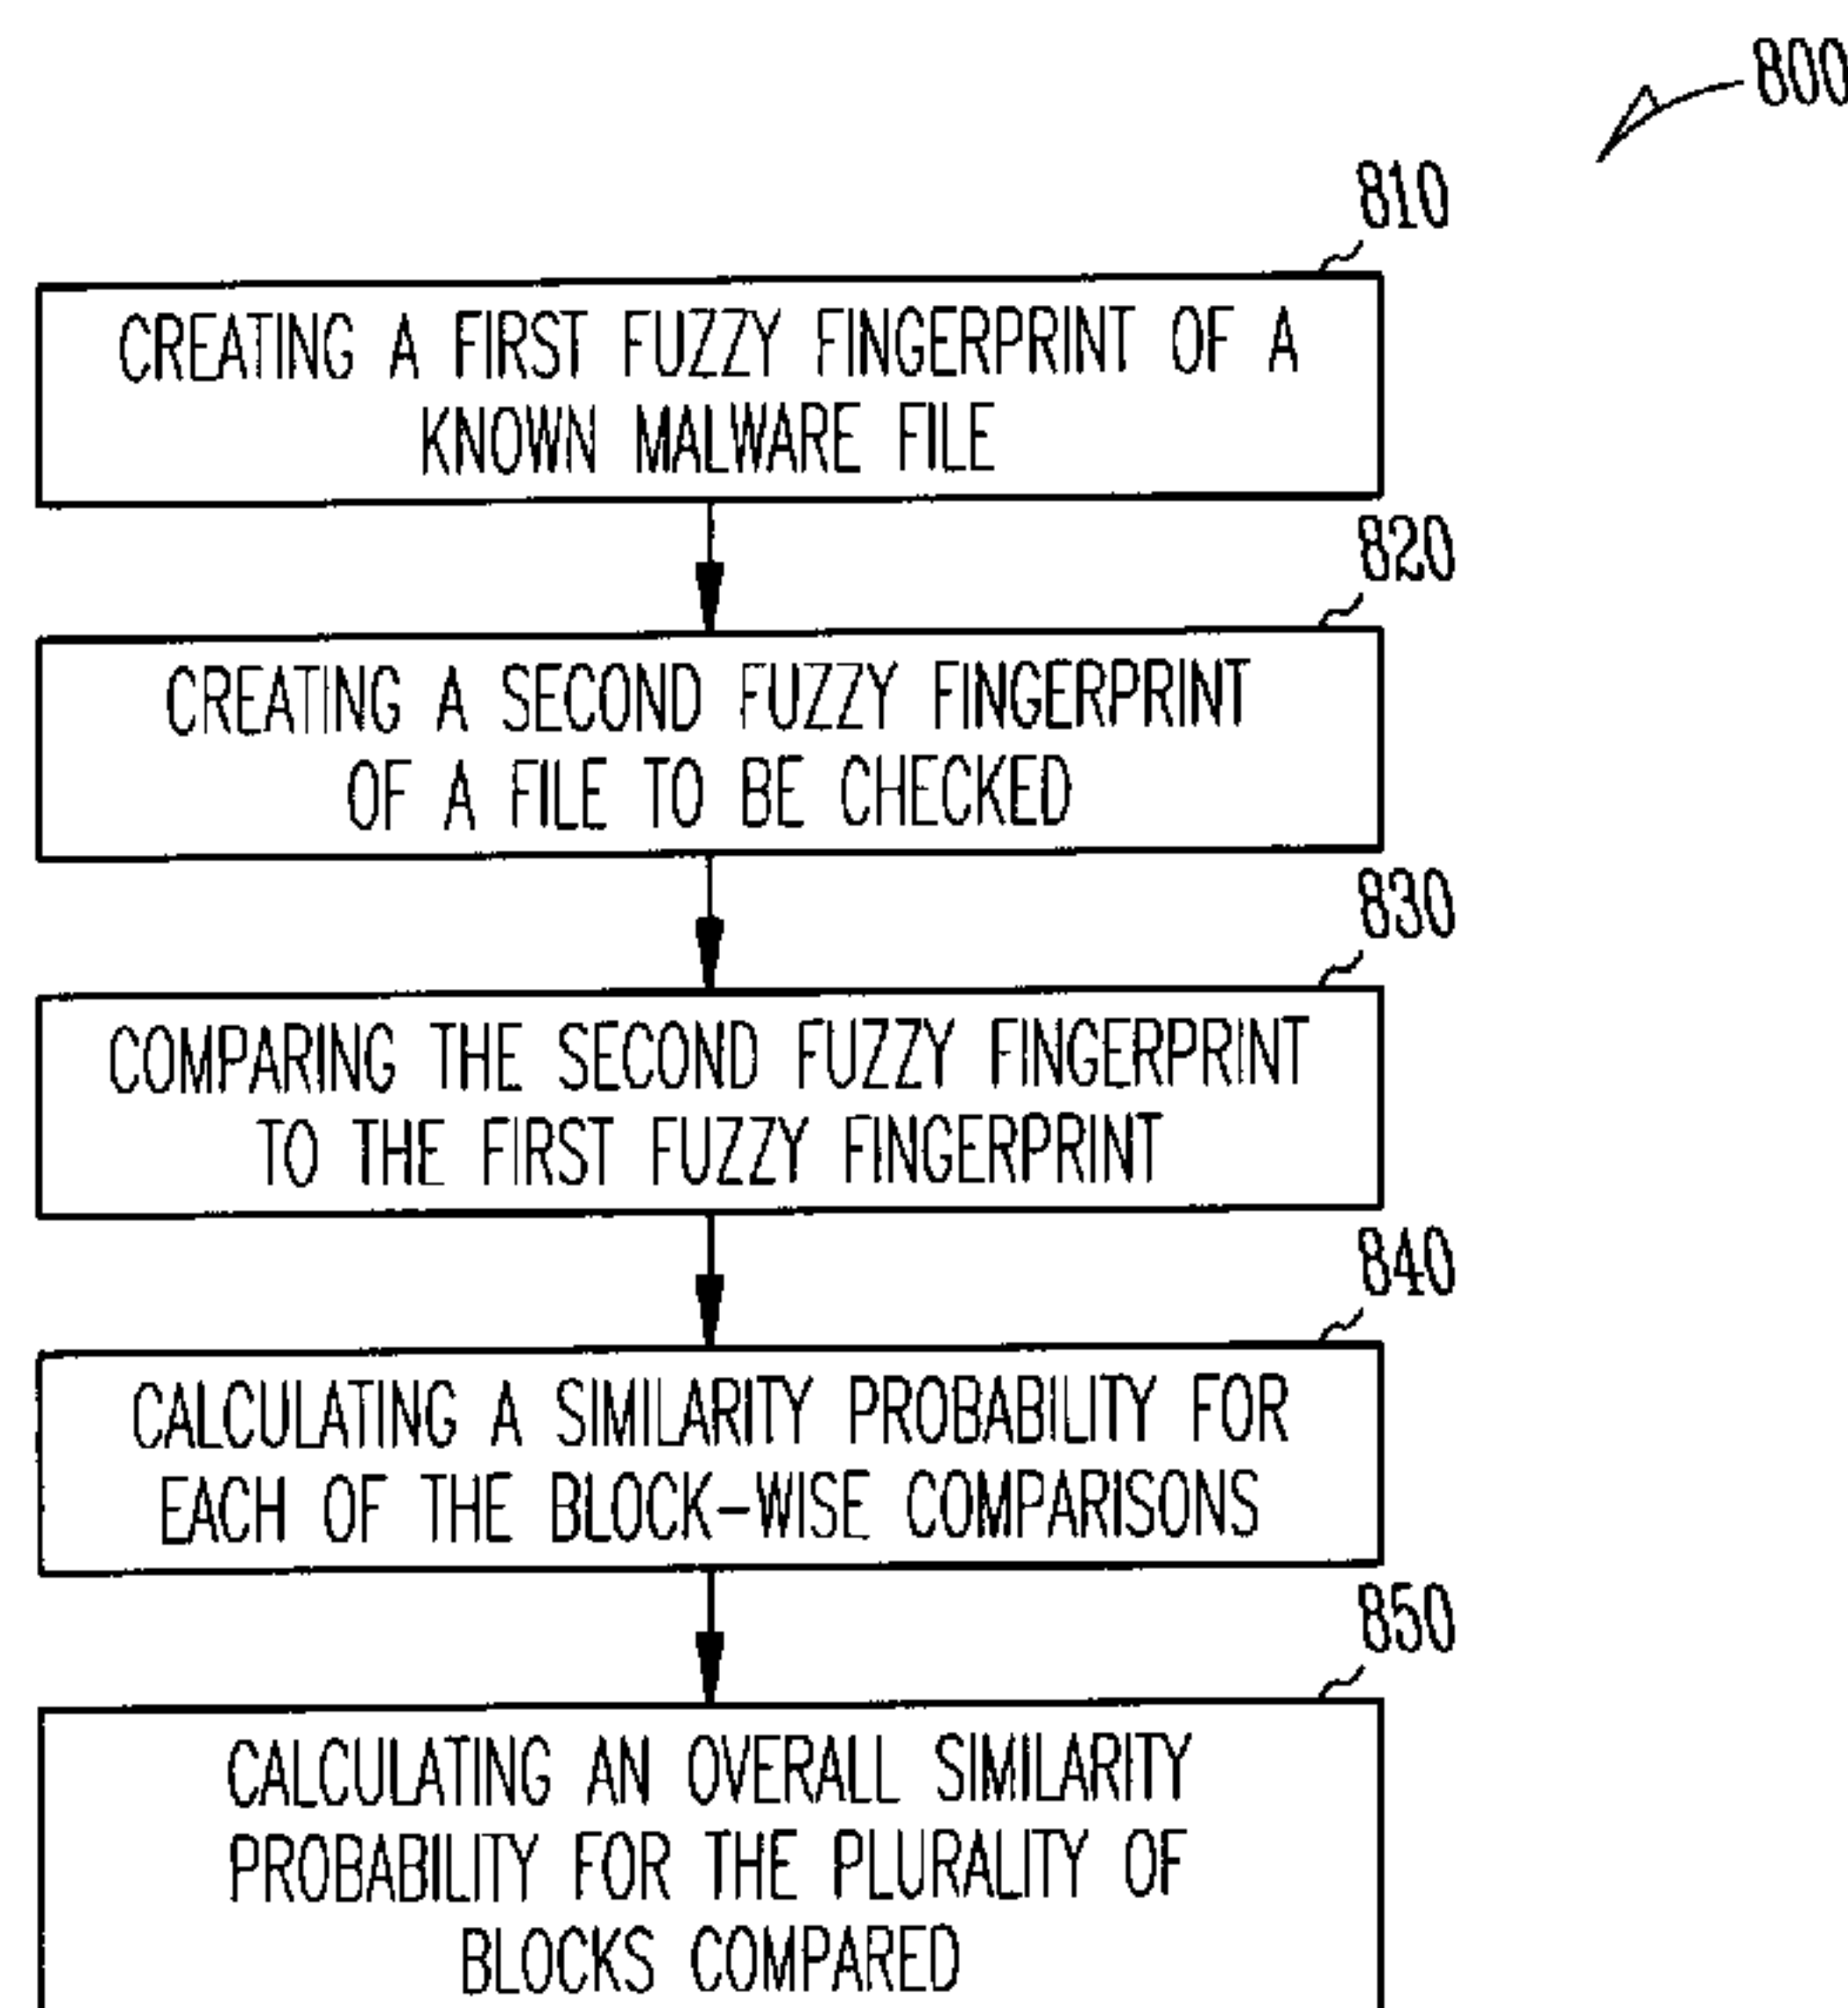 800
810
CREATING A FIRST FUZZY FINGERPRINT OF A
KNOWN MALWARE FILE
820
CREATING A SECOND FUZZY FINGERPRINT
OF A FILE TO BE CHECKED
830
COMPARING THE SECOND FUZZY FINGERPRINT
TO THE FIRST FUZZY FINGERPRINT
840
CALCULATING A SIMILARITY PROBABILITY FOR
EACH OF THE BLOCK-WISE COMPARISONS
850
CALCULATING AN OVERALL SIMILARITY
PROBABILITY FOR THE PLURALITY OF
BLOCKS COMPARED